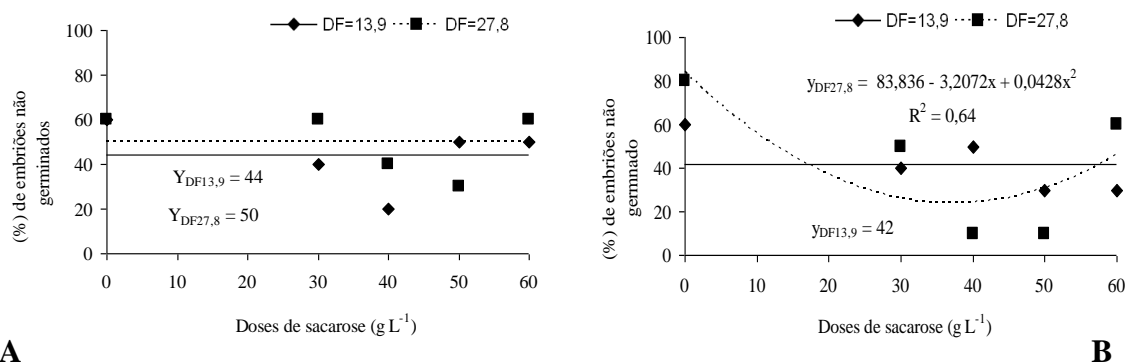 DF=13,9 DF=27,8
100
80
60
40
20
0
(%) de embriões não
germinados
Y_DF13,9 = 44
Y_DF27,8 = 50
0 10 20 30 40 50 60
Doses de sacarose (g L⁻¹)
A
DF=13,9 DF=27,8
100
80
60
40
20
0
(%) de embriões não
germnado
y_DF27,8 = 83,836 - 3,2072x + 0,0428x²
R² = 0,64
y_DF13,9 = 42
0 10 20 30 40 50 60
Doses de sacarose (g L⁻¹)
B